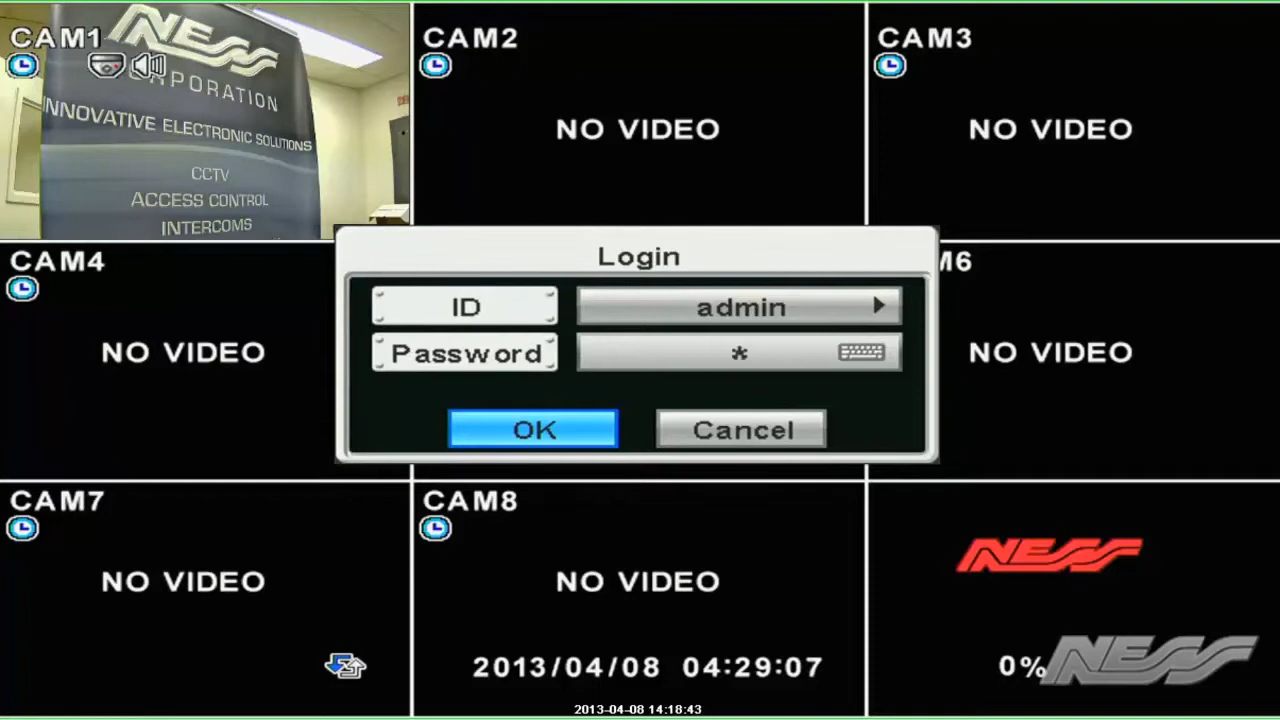 CAM1
NESS
CORPORATION
INNOVATIVE ELECTRONIC SOLUTIONS
CCTV
ACCESS CONTROL
INTERCOMS
CAM2
NO VIDEO
CAM3
NO VIDEO
CAM4
NO VIDEO
Login
ID
admin
Password
*
OK
Cancel
M6
NO VIDEO
CAM7
NO VIDEO
CAM8
NO VIDEO
2013/04/08 04:29:07
NESS
0%
NESS
2013-04-08 14:18:43